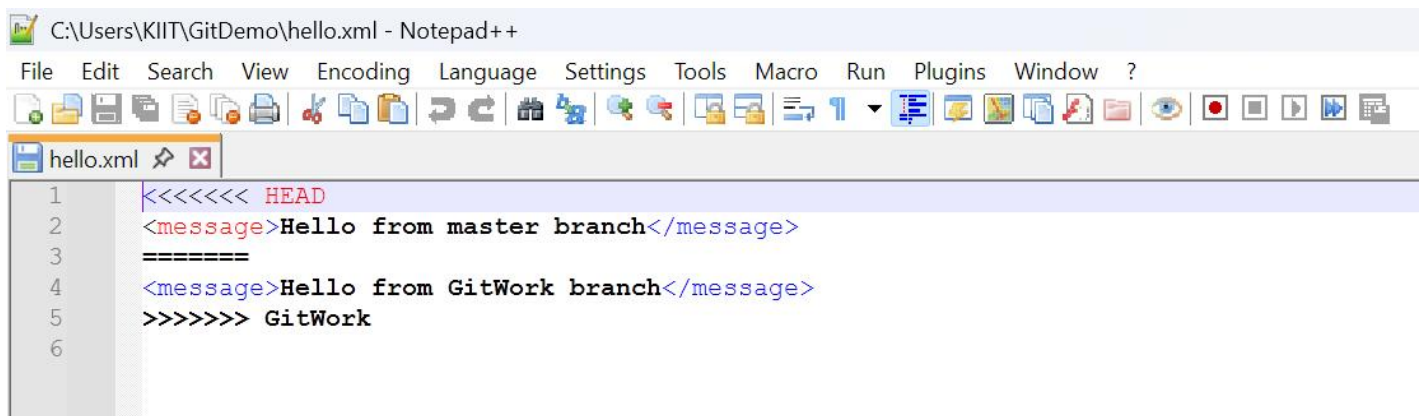 C:\Users\KIIT\GitDemo\hello.xml - Notepad++
File Edit Search View Encoding Language Settings Tools Macro Run Plugins Window ?
hello.xml
1 <<<<<<< HEAD
2 <message>Hello from master branch</message>
3 =======
4 <message>Hello from GitWork branch</message>
5 >>>>>>> GitWork
6